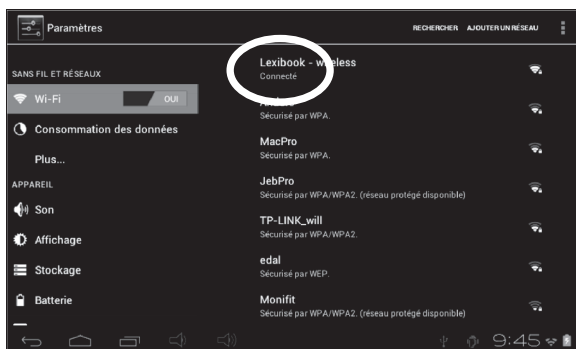 Paramètres
RECHERCHER AJOUTER UN RÉSEAU
SANS FIL ET RÉSEAUX
Wi-Fi OUI
Consommation des données
Plus...
APPAREIL
Son
Affichage
Stockage
Batterie
Lexibook - wireless
Connecté
Sécurisé par WPA.
MacPro
Sécurisé par WPA.
JebPro
Sécurisé par WPA/WPA2. (réseau protégé disponible)
TP-LINK_will
Sécurisé par WPA/WPA2.
edal
Sécurisé par WEP.
Monifit
Sécurisé par WPA/WPA2. (réseau protégé disponible)
9:45